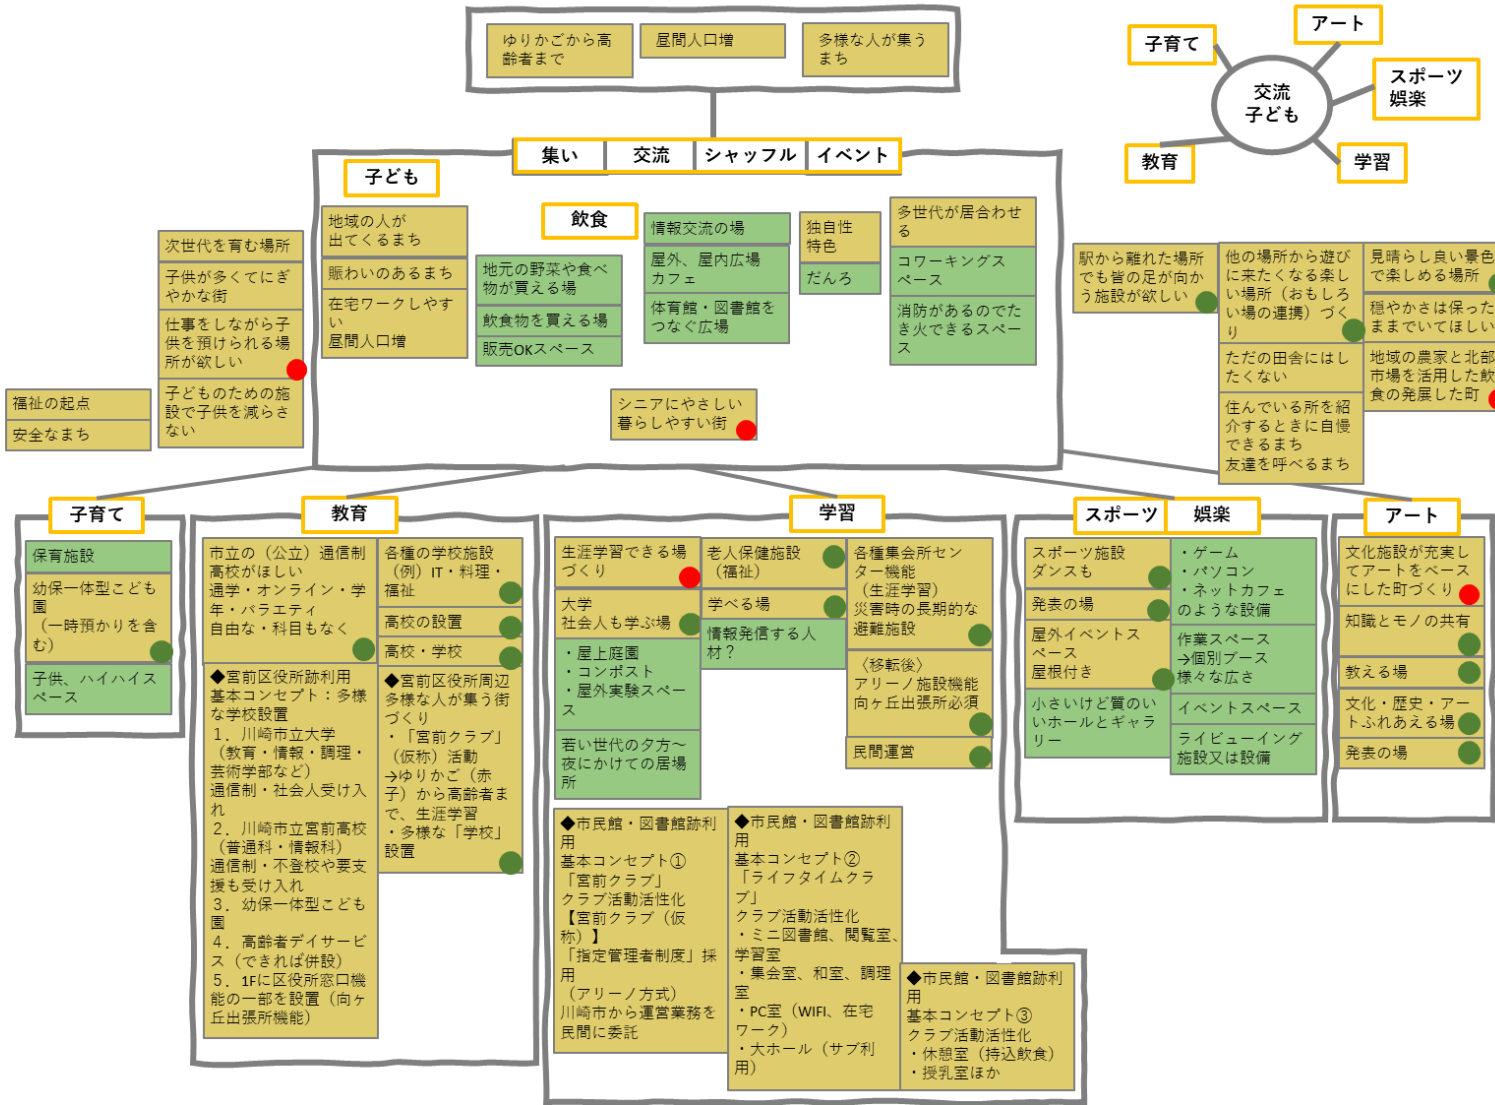 ゆりかごから高
齢者まで
昼間人口増
多様な人が集う
まち
子育て
アート
スポーツ
娯楽
交流
子ども
教育
学習
集い
交流
シャッフル
イベント
子ども
地域の人が
出てくるまち
賑わいのあるまち
在宅ワークしやす
い
昼間人口増
飲食
地元の野菜や食べ
物が買える場
飲食物を買える場
販売OKスペース
情報交流の場
屋外、屋内広場
カフェ
体育館・図書館を
つなぐ広場
独自性
特色
だんろ
多世代が居合わせ
る
コワーキングス
ペース
消防があるのでた
き火できるスペー
ス
シニアにやさしい
暮らしやすい街
次世代を育む場所
子供が多くてにぎ
やかな街
仕事をしながら子
供を預けられる場
所が欲しい
子どものための施
設で子供を減らさ
ない
福祉の起点
安全なまち
駅から離れた場所
でも皆の足が向か
う施設が欲しい
他の場所から遊び
に来たくなる楽し
い場所（おもしろ
い場の連携）づく
り
ただの田舎にはし
たくない
住んでいる所を紹
介するときに自慢
できるまち
友達を呼べるまち
見晴らし良い景色
で楽しめる場所
穏やかさは保った
ままでいてほしい
地域の農家と北部
市場を活用した飲
食の発展した町
子育て
保育施設
幼保一体型こども
園
（一時預かりを含
む）
子供、ハイハイス
ペース
教育
市立の（公立）通信制
高校がほしい
通学・オンライン・学
年・バラエティ
自由な・科目もなく
◆宮前区役所跡利用
基本コンセプト：多様
な学校設置
１．川崎市立大学
（教育・情報・調理・
芸術学部など）
通信制・社会人受け入
れ
２．川崎市立宮前高校
（普通科・情報科）
通信制・不登校や要支
援も受け入れ
３．幼保一体型こども
園
４．高齢者デイサービ
ス（できれば併設）
５．1Fに区役所窓口機
能の一部を設置（向ヶ
丘出張所機能）
各種の学校施設
（例）IT・料理・
福祉
高校の設置
高校・学校
◆宮前区役所周辺
多様な人が集う街
づくり
・「宮前クラブ」
（仮称）活動
→ゆりかご（赤
子）から高齢者ま
で、生涯学習
・多様な「学校」
設置
学習
生涯学習できる場
づくり
大学
社会人も学ぶ場
・屋上庭園
・コンポスト
・屋外実験スペー
ス
若い世代の夕方～
夜にかけての居場
所
老人保健施設
（福祉）
学べる場
情報発信する人
材？
各種集会所セン
ター機能
（生涯学習）
災害時の長期的な
避難施設
〈移転後〉
アリーノ施設機能
向ヶ丘出張所必須
民間運営
◆市民館・図書館跡利
用
基本コンセプト①
「宮前クラブ」
クラブ活動活性化
【宮前クラブ（仮
称）】
「指定管理者制度」採
用
（アリーノ方式）
川崎市から運営業務を
民間に委託
◆市民館・図書館跡利
用
基本コンセプト②
「ライフタイムクラ
ブ」
クラブ活動活性化
・ミニ図書館、閲覧室、
学習室
・集会室、和室、調理
室
・PC室（WIFI、在宅
ワーク）
・大ホール（サブ利
用）
◆市民館・図書館跡利
用
基本コンセプト③
クラブ活動活性化
・休憩室（持込飲食）
・授乳室ほか
スポーツ
娯楽
スポーツ施設
ダンスも
発表の場
屋外イベントス
ペース
屋根付き
小さいけど質のい
いホールとギャラ
リー
・ゲーム
・パソコン
・ネットカフェ
のような設備
作業スペース
→個別ブース
様々な広さ
イベントスペース
ライビューイング
施設又は設備
アート
文化施設が充実し
てアートをベース
にした町づくり
知識とモノの共有
教える場
文化・歴史・アー
トふれあえる場
発表の場